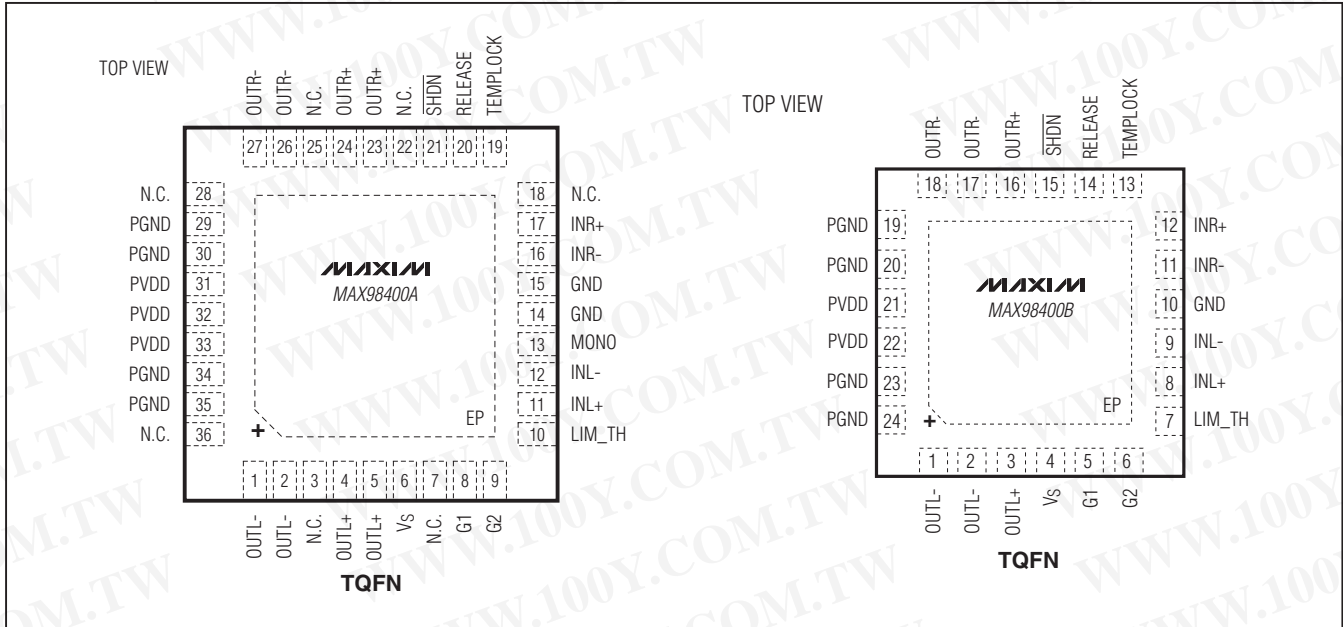 TOP VIEW
OUTR- OUTR- N.C. OUTR+ OUTR+ N.C. SHDN RELEASE TEMPLOCK
27 26 25 24 23 22 21 20 19
N.C. 28
PGND 29
PGND 30
PVDD 31
PVDD 32
PVDD 33
PGND 34
PGND 35
N.C. 36
MAXIM
MAX98400A
EP
+
18 N.C.
17 INR+
16 INR-
15 GND
14 GND
13 MONO
12 INL-
11 INL+
10 LIM_TH
1 2 3 4 5 6 7 8 9
OUTL- OUTL- N.C. OUTL+ OUTL+ VS N.C. G1 G2
TQFN
TOP VIEW
OUTR- OUTR- OUTR+ SHDN RELEASE TEMPLOCK
18 17 16 15 14 13
PGND 19
PGND 20
PVDD 21
PVDD 22
PGND 23
PGND 24
MAXIM
MAX98400B
EP
+
12 INR+
11 INR-
10 GND
9 INL-
8 INL+
7 LIM_TH
1 2 3 4 5 6
OUTL- OUTL- OUTL+ VS G1 G2
TQFN
WWW.100Y.COM.TW